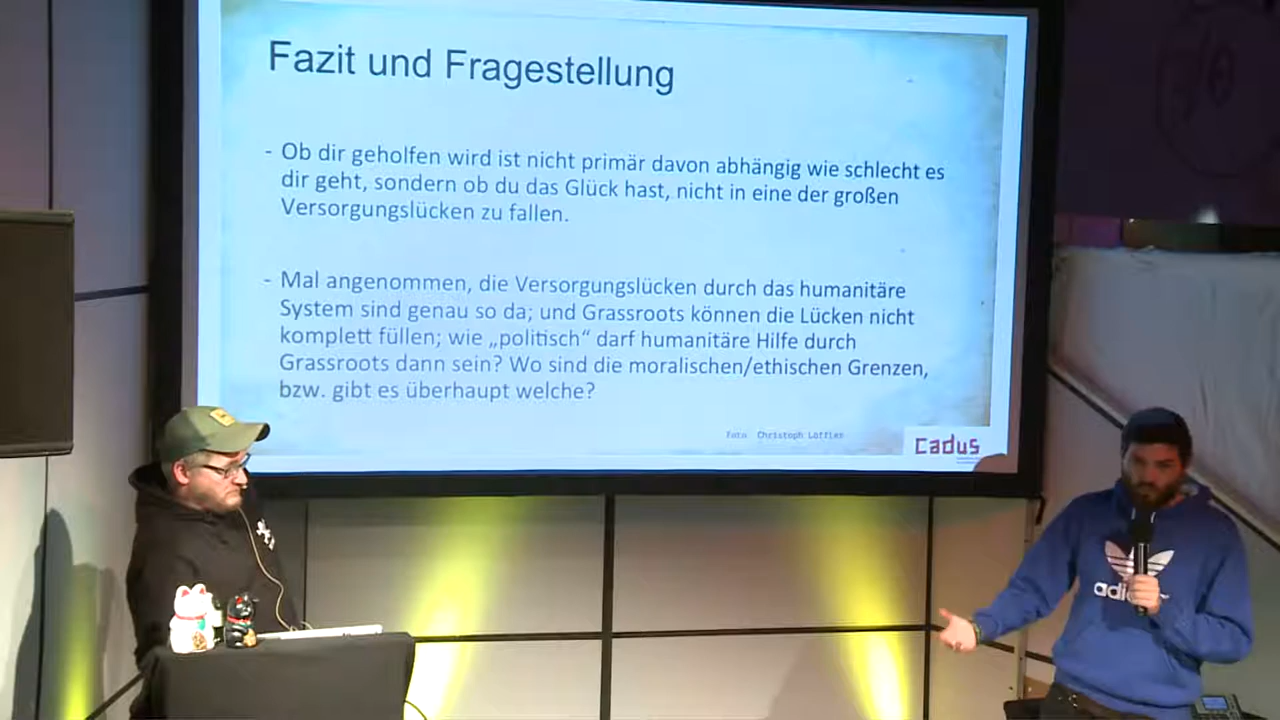 Fazit und Fragestellung
- Ob dir geholfen wird ist nicht primär davon abhängig wie schlecht es
dir geht, sondern ob du das Glück hast, nicht in eine der großen
Versorgungslücken zu fallen.
- Mal angenommen, die Versorgungslücken durch das humanitäre
System sind genau so da; und Grassroots können die Lücken nicht
komplett füllen; wie „politisch“ darf humanitäre Hilfe durch
Grassroots dann sein? Wo sind die moralischen/ethischen Grenzen,
bzw. gibt es überhaupt welche?
Foto Christoph Löffler
Cadus